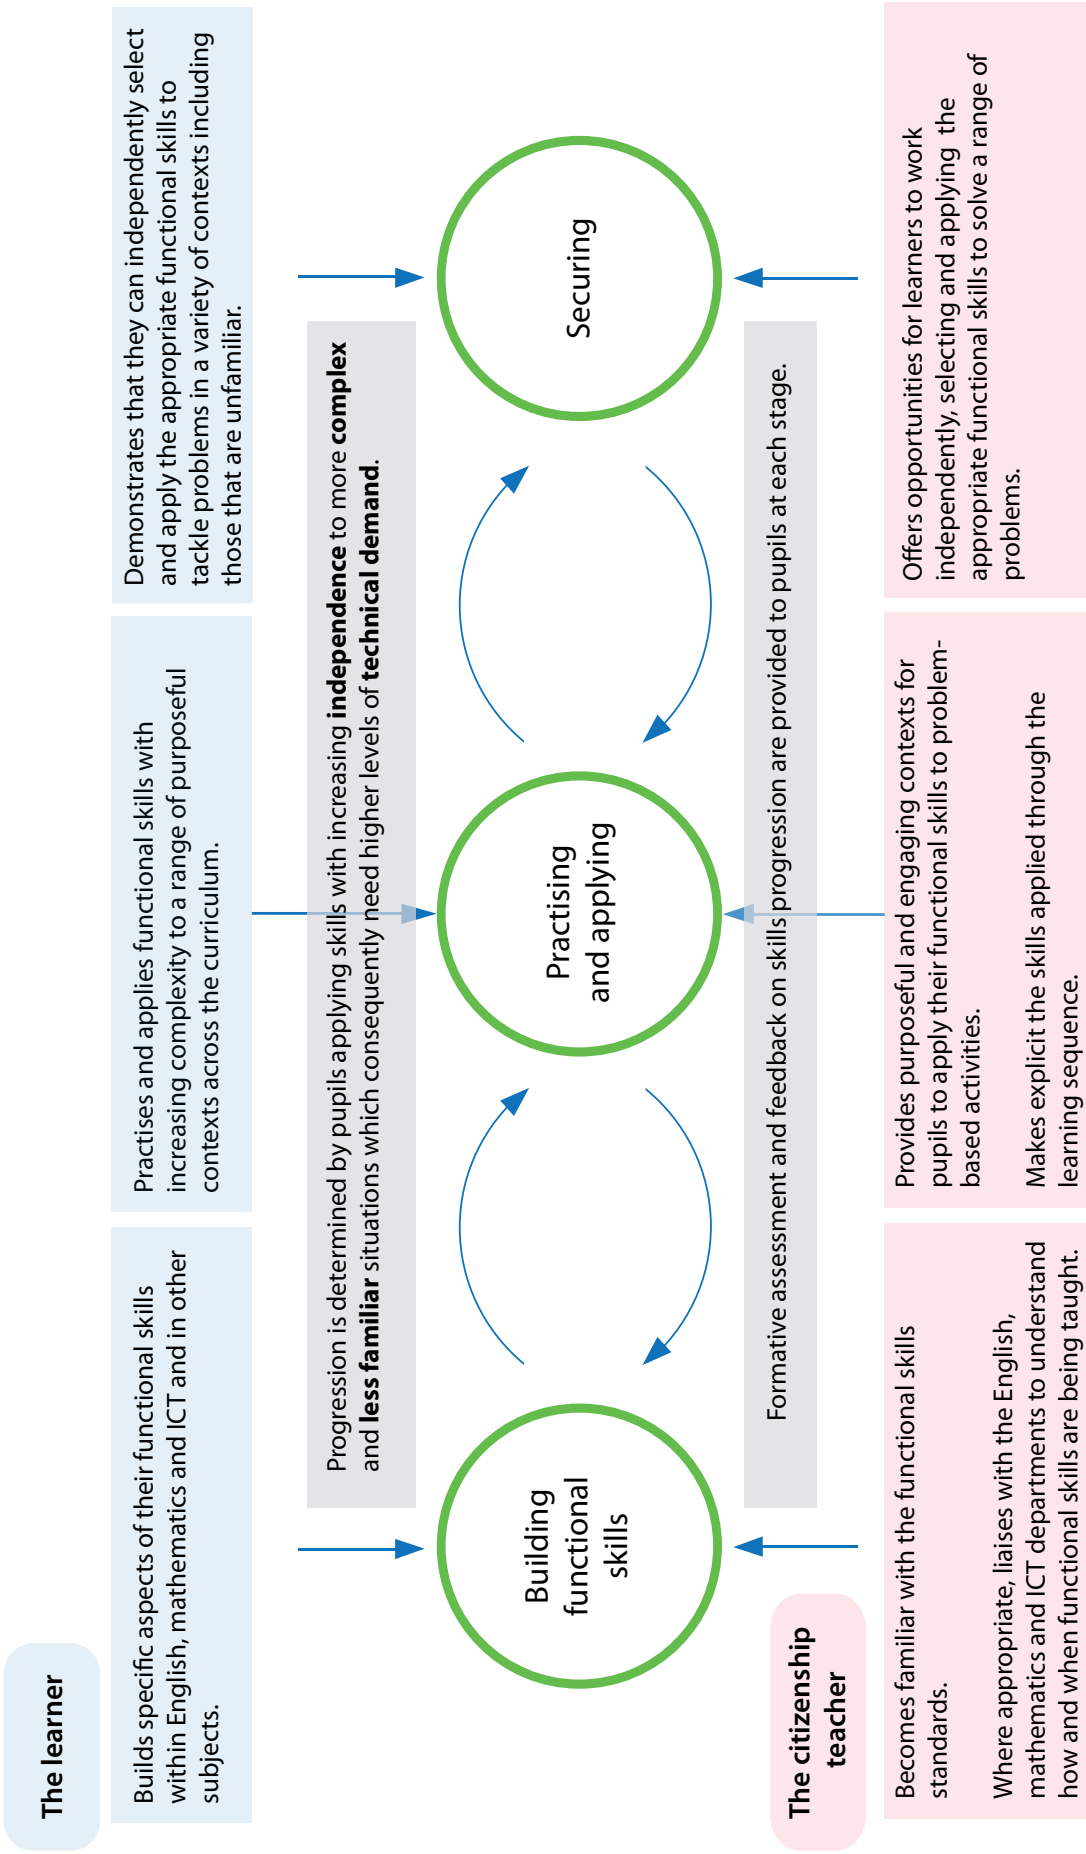 The learner
Builds specific aspects of their functional skills
within English, mathematics and ICT and in other
subjects.
Practises and applies functional skills with
increasing complexity to a range of purposeful
contexts across the curriculum.
Demonstrates that they can independently select
and apply the appropriate functional skills to
tackle problems in a variety of contexts including
those that are unfamiliar.
Progression is determined by pupils applying skills with increasing independence to more complex
and less familiar situations which consequently need higher levels of technical demand.
Building
functional
skills
Practising
and applying
Securing
Formative assessment and feedback on skills progression are provided to pupils at each stage.
The citizenship
teacher
Becomes familiar with the functional skills
standards.
Where appropriate, liaises with the English,
mathematics and ICT departments to understand
how and when functional skills are being taught.
Provides purposeful and engaging contexts for
pupils to apply their functional skills to problem-
based activities.
Makes explicit the skills applied through the
learning sequence.
Offers opportunities for learners to work
independently, selecting and applying the
appropriate functional skills to solve a range of
problems.